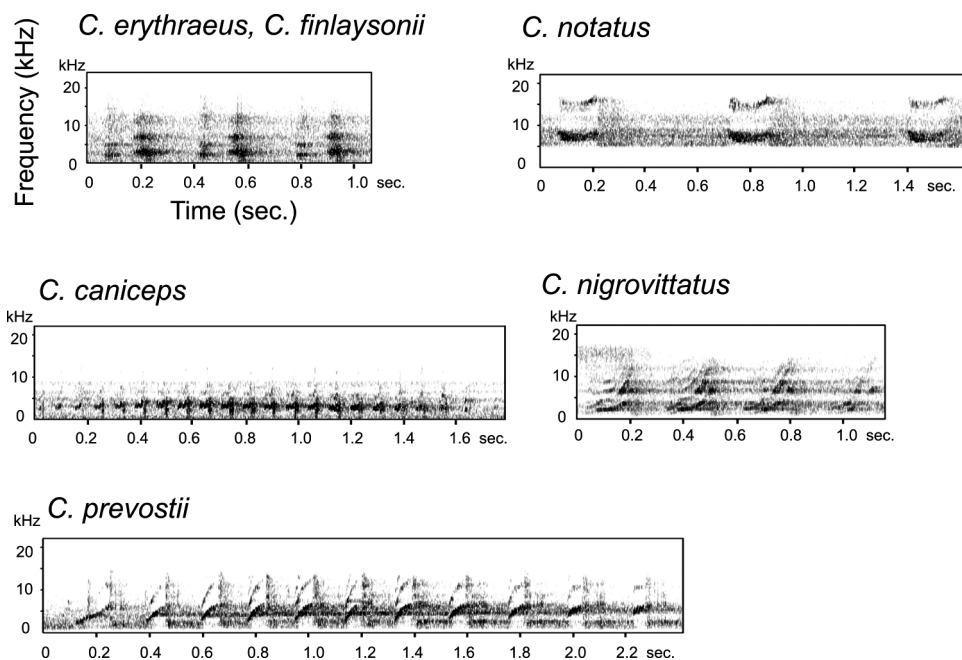 C. erythraeus, C. finlaysonii
Frequency (kHz)
kHz
20
10
0
0 0.2 0.4 0.6 0.8 1.0 sec.
Time (sec.)
C. notatus
kHz
20
10
0
0 0.2 0.4 0.6 0.8 1.0 1.2 1.4 sec.
C. caniceps
kHz
20
10
0
0 0.2 0.4 0.6 0.8 1.0 1.2 1.4 1.6 sec.
C. nigrovittatus
kHz
20
10
0
0 0.2 0.4 0.6 0.8 1.0 sec.
C. prevostii
kHz
20
10
0
0 0.2 0.4 0.6 0.8 1.0 1.2 1.4 1.6 1.8 2.0 2.2 sec.